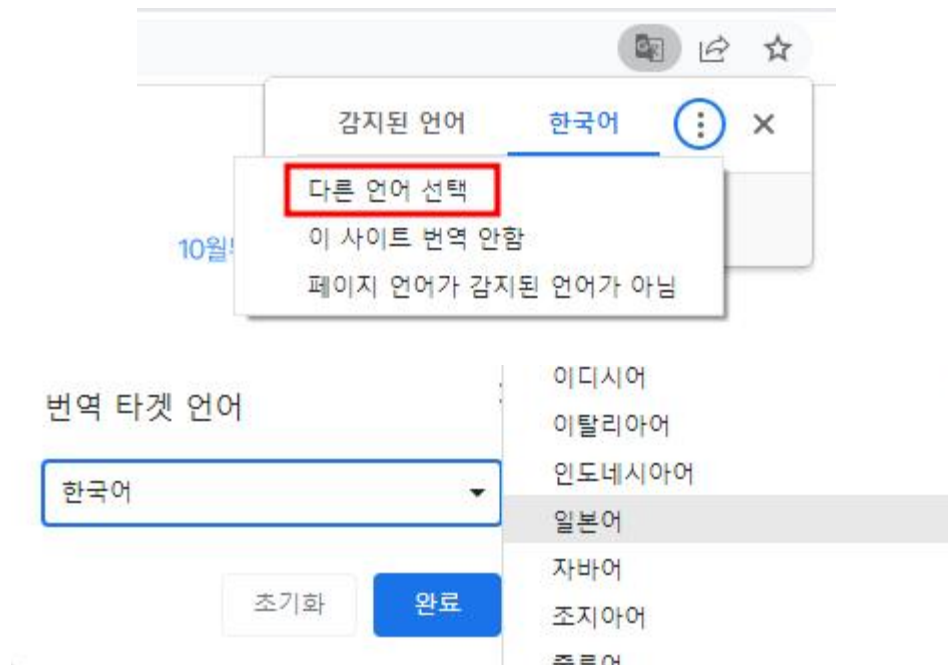 감지된 언어 한국어
다른 언어 선택
이 사이트 번역 안함
10월
페이지 언어가 감지된 언어가 아님
번역 타겟 언어
한국어
초기화 완료
이디시어
이탈리아어
인도네시아어
일본어
자바어
조지아어